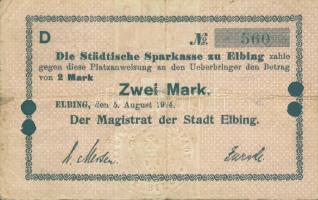 D № 560
Die Städtische Sparkasse zu Elbing zahle
gegen diese Platzanweisung an den Ueberbringer den Betrag
von 2 Mark
Zwei Mark.
ELBING, den 5. August 1914.
Der Magistrat der Stadt Elbing.